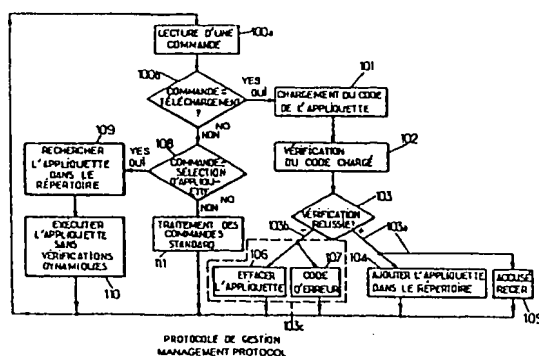 LECTURE D'UNE
COMMANDE
100a
100b
COMMANDE=
TÉLÉCHARGEMENT
?
YES
OUI
101
CHARGEMENT DU CODE
DE L'APPLIQUETTE
NO
NON
102
VÉRIFICATION
DU CODE CHARGÉ
109
RECHERCHER
L'APPLIQUETTE
DANS LE
RÉPERTOIRE
YES
OUI
108
COMMANDE=
SÉLECTION
D'APPLIQU-
ETTE
NO
NON
103
VÉRIFICATION
RÉUSSIE?
103b
-
+
103a
EXÉCUTER
L'APPLIQUETTE
SANS
VÉRIFICATIONS
DYNAMIQUES
110
TRAITEMENT DES
COMMANDES
STANDARD
111
106
EFFACER
L'APPLIQUETTE
107
CODE
D'ERREUR
104
AJOUTER L'APPLIQUETTE
DANS LE RÉPERTOIRE
ACCUSÉ
RECEP
105
103c
PROTOCOLE DE GESTION
MANAGEMENT PROTOCOL